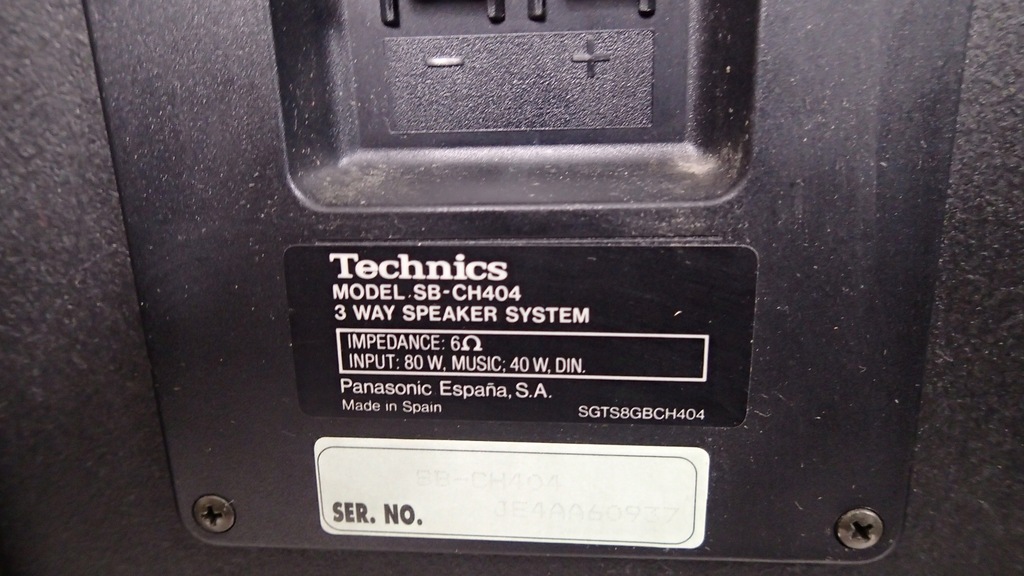 - +
Technics
MODEL SB-CH404
3 WAY SPEAKER SYSTEM
IMPEDANCE: 6Ω
INPUT: 80 W, MUSIC; 40 W, DIN.
Panasonic España, S.A.
Made in Spain
SGTS8GBCH404
SB-CH404
SER. NO.
JE4AA60937